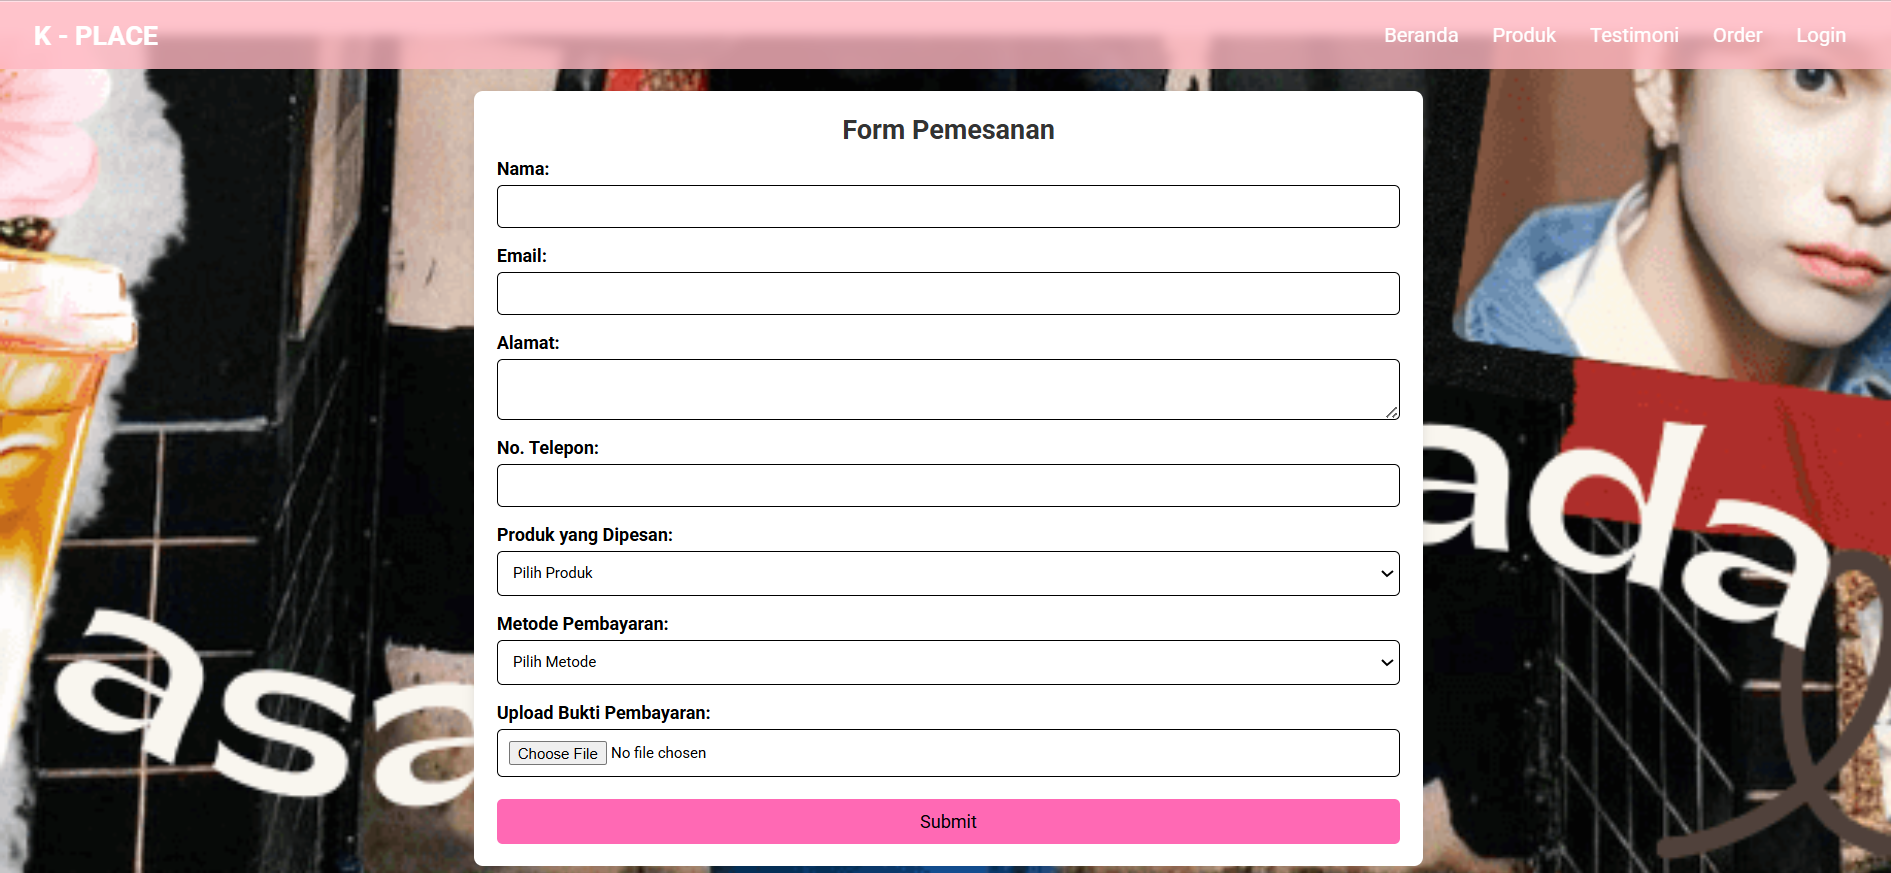 K - PLACE
Beranda Produk Testimoni Order Login
Form Pemesanan
Nama:
Email:
Alamat:
No. Telepon:
Produk yang Dipesan:
Pilih Produk
Metode Pembayaran:
Pilih Metode
Upload Bukti Pembayaran:
Choose File No file chosen
Submit
asa
ada